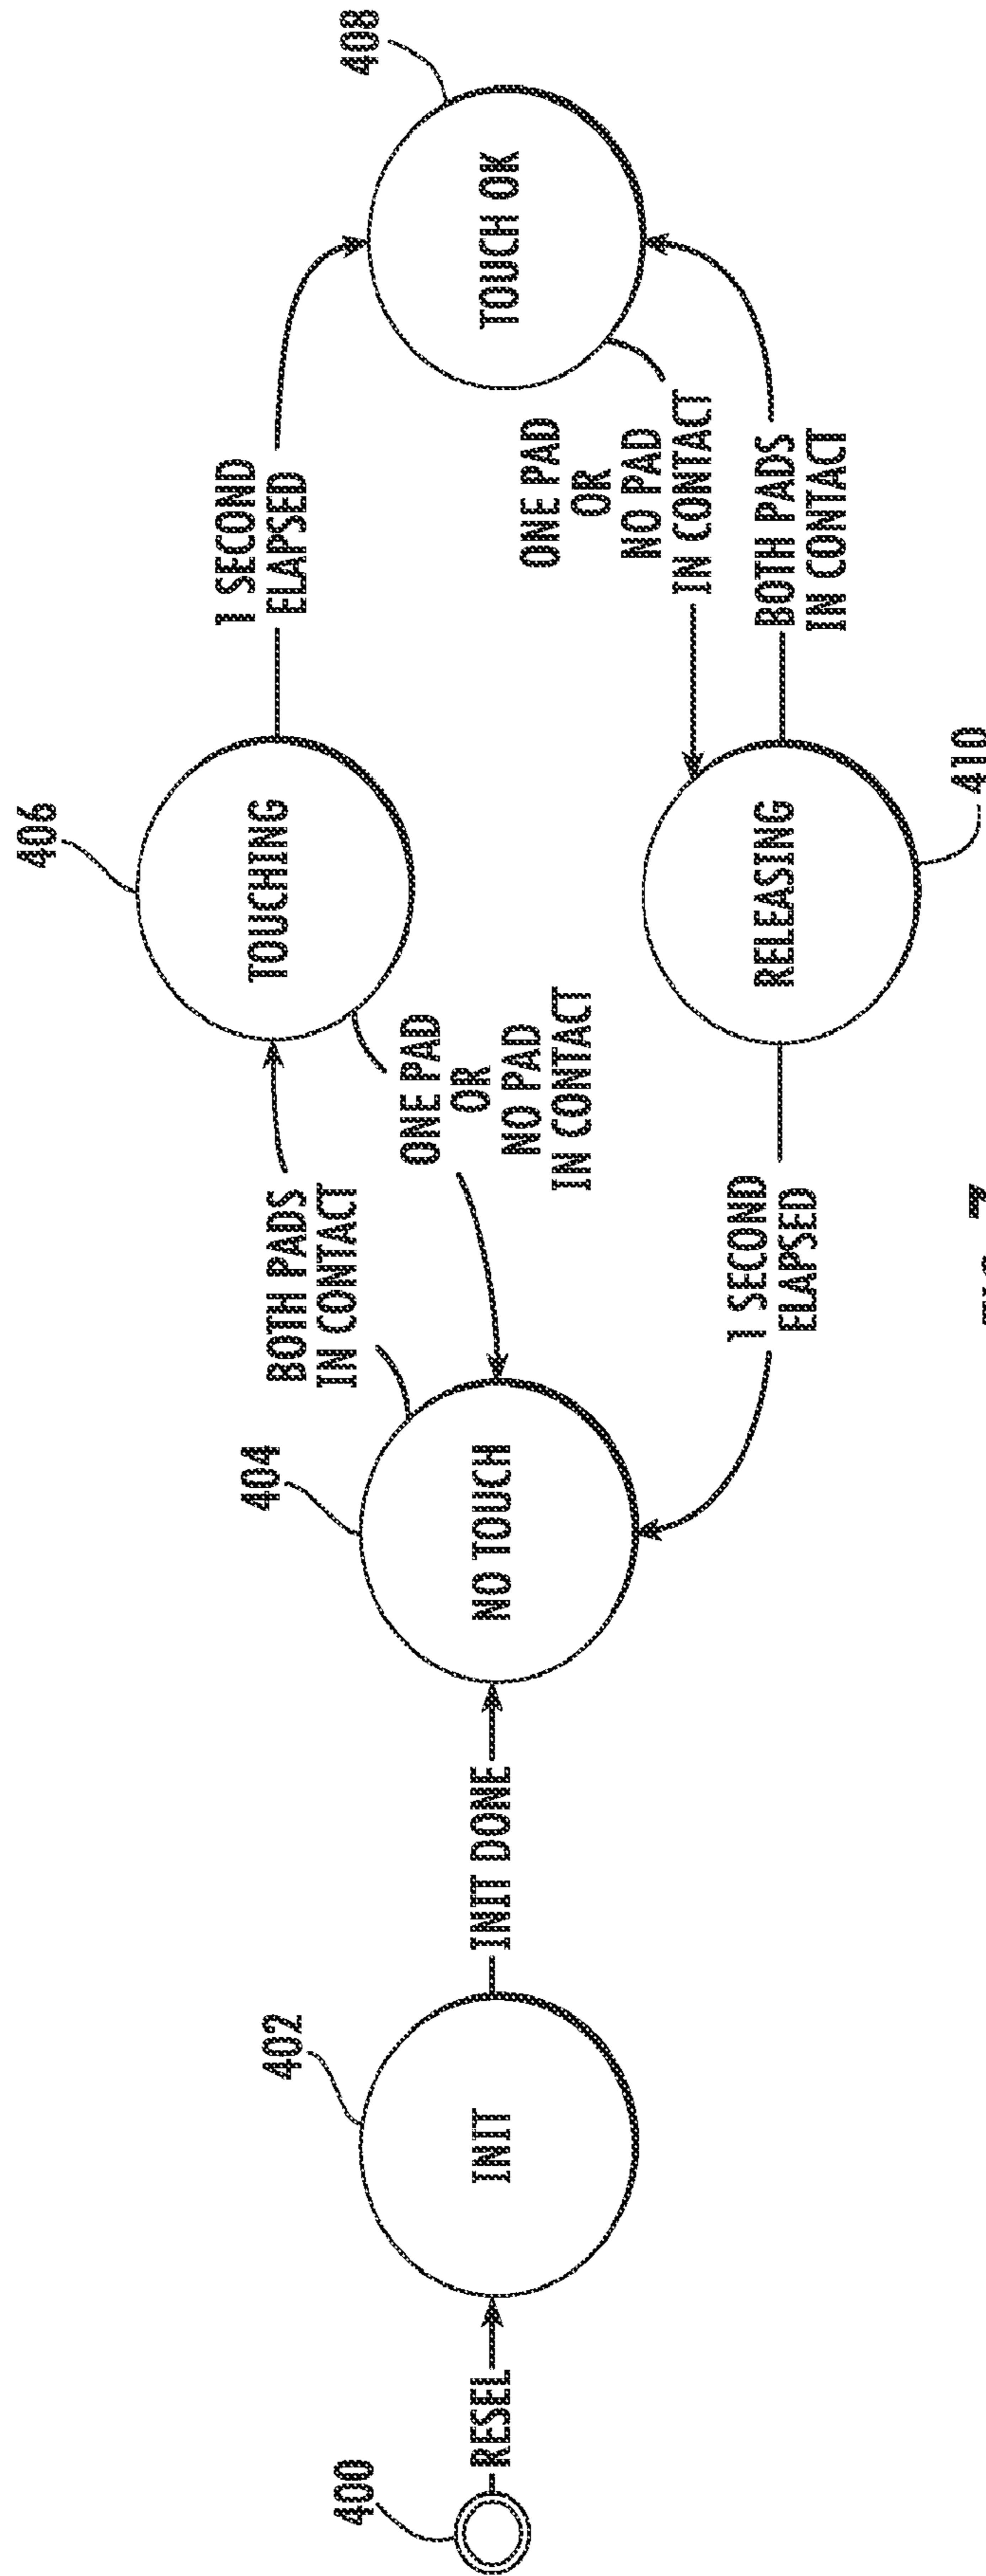 400
RESEL
402
INIT
INIT DONE
404
NO TOUCH
BOTH PADS
IN CONTACT
406
TOUCHING
ONE PAD
OR
NO PAD
IN CONTACT
1 SECOND
ELAPSED
408
TOUCH OK
ONE PAD
OR
NO PAD
IN CONTACT
BOTH PADS
IN CONTACT
RELEASING
410
1 SECOND
ELAPSED